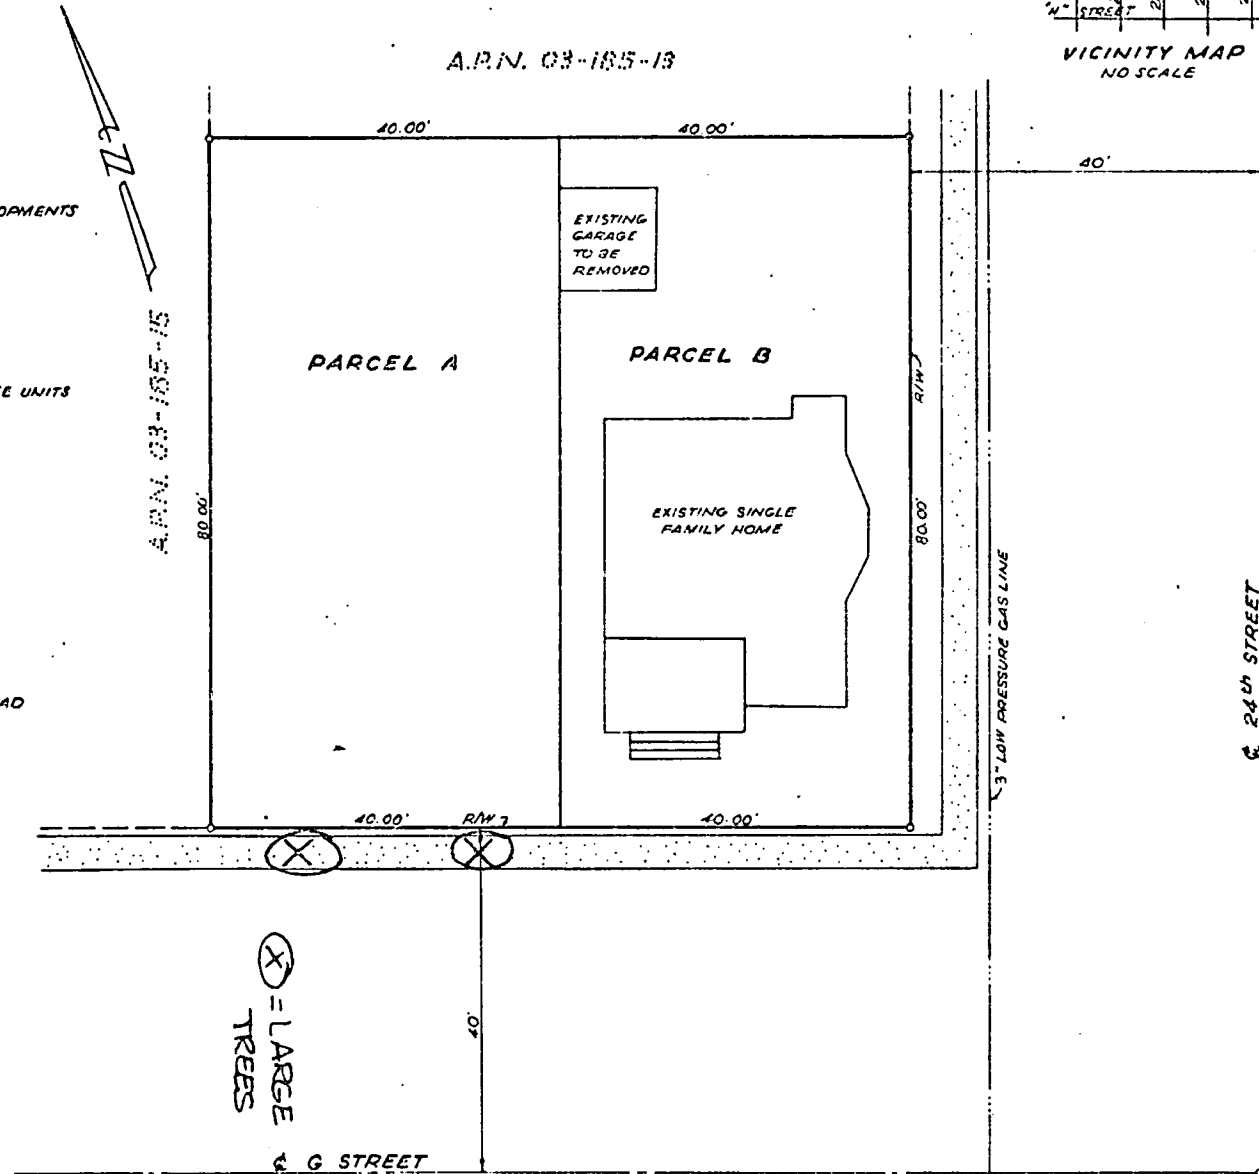 "H" STREET
VICINITY MAP
NO SCALE
A.P.N. 03-185-13
40.00'
40.00'
40'
N
OPMENTS
EXISTING
GARAGE
TO BE
REMOVED
A.P.N. 03-185-15
PARCEL A
PARCEL B
R/W
E UNITS
80.00'
EXISTING SINGLE
FAMILY HOME
80.00'
3" LOW PRESSURE GAS LINE
℄ 24th STREET
AD
40.00'
R/W
40.00'
X
X
X = LARGE
TREES
40'
℄ G STREET